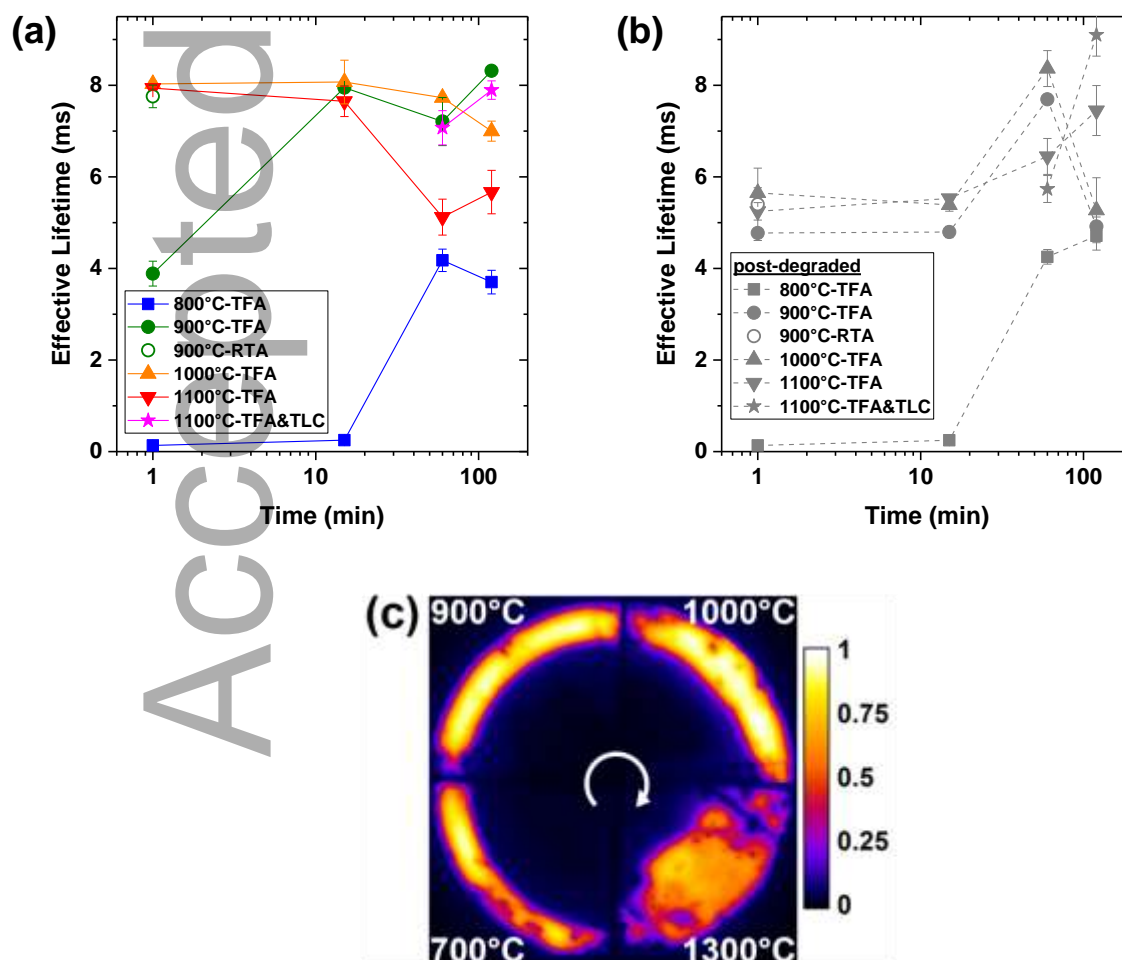 (a)
Effective Lifetime (ms)
8
6
4
2
0
800°C-TFA
900°C-TFA
900°C-RTA
1000°C-TFA
1100°C-TFA
1100°C-TFA&TLC
1
10
100
Time (min)
(b)
Effective Lifetime (ms)
8
6
4
2
0
post-degraded
800°C-TFA
900°C-TFA
900°C-RTA
1000°C-TFA
1100°C-TFA
1100°C-TFA&TLC
1
10
100
Time (min)
Accepted
(c)
900°C
1000°C
700°C
1300°C
1
0.75
0.5
0.25
0